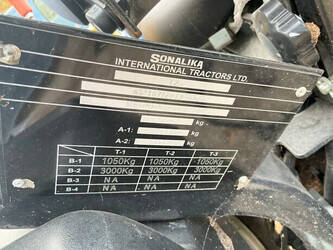 SONALIKA
INTERNATIONAL TRACTORS LTD.
kg -
A-1: kg
A-2: kg
T-1 T-2 T-3
B-1 1050Kg 1050Kg 1050Kg
B-2 3000Kg 3000Kg 3000Kg
B-3 NA NA NA
B-4 NA NA NA